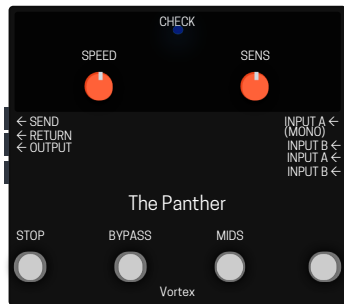 CHECK
SPEED SENS
← SEND
← RETURN
← OUTPUT
INPUT A ←
(MONO)
INPUT B ←
INPUT A ←
INPUT B ←
The Panther
STOP BYPASS MIDS
Vortex